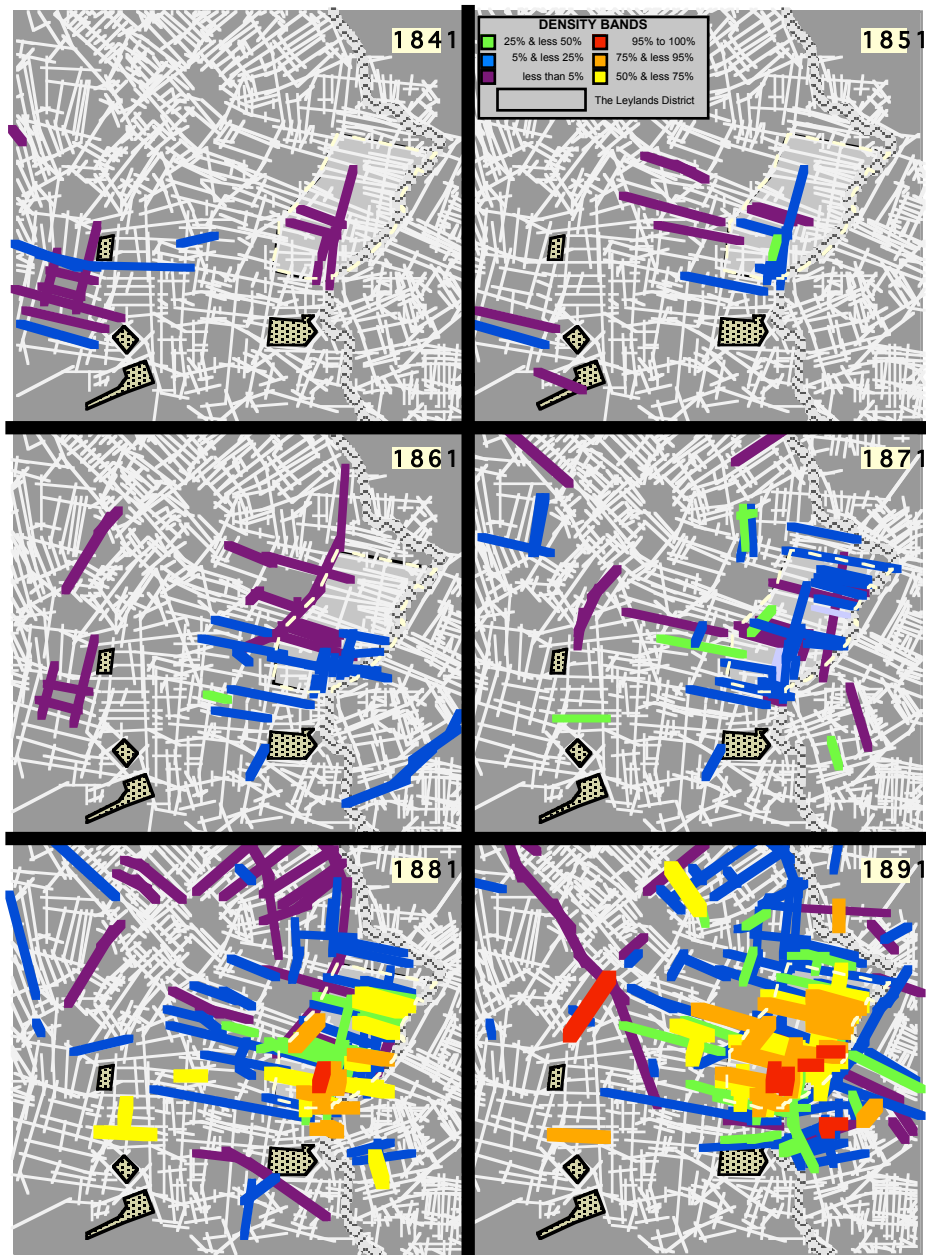 1841
1851
DENSITY BANDS
25% & less 50% 95% to 100%
5% & less 25% 75% & less 95%
less than 5% 50% & less 75%
The Leylands District
1861
1871
1881
1891